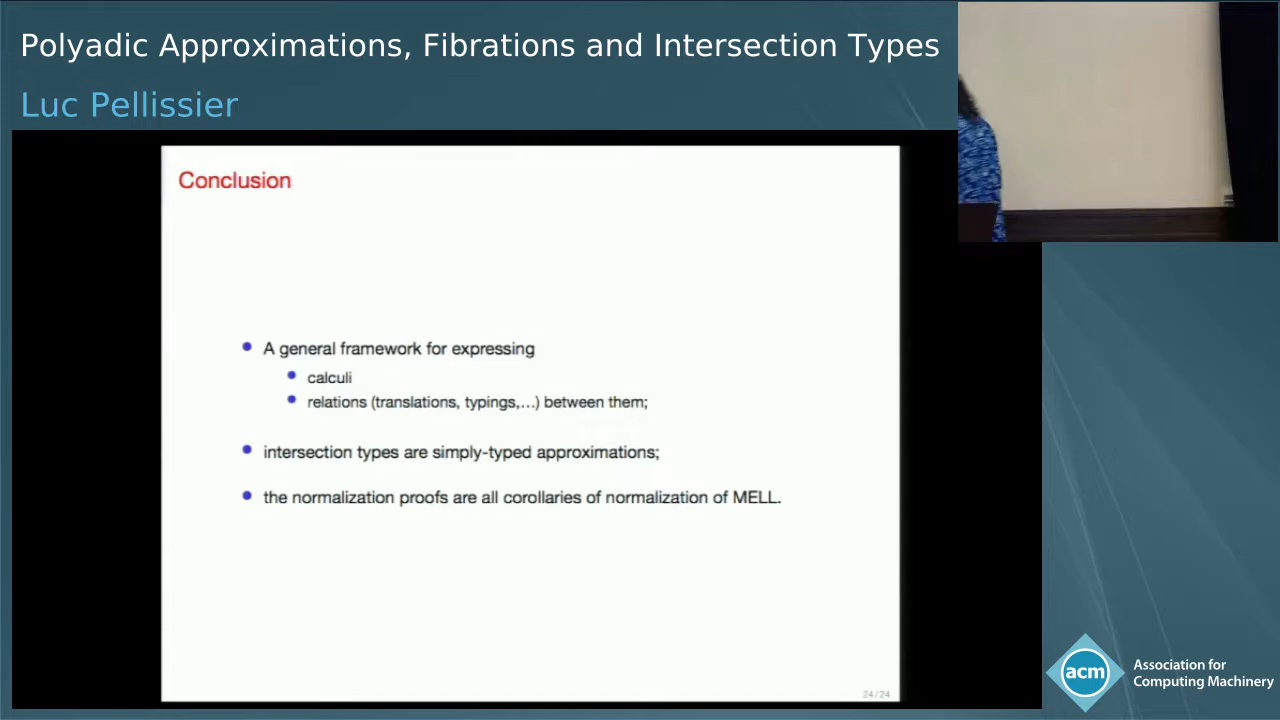 Polyadic Approximations, Fibrations and Intersection Types
Luc Pellissier
Conclusion
A general framework for expressing
calculi
relations (translations, typings,...) between them;
intersection types are simply-typed approximations;
the normalization proofs are all corollaries of normalization of MELL.
24/24
acm
Association for
Computing Machinery